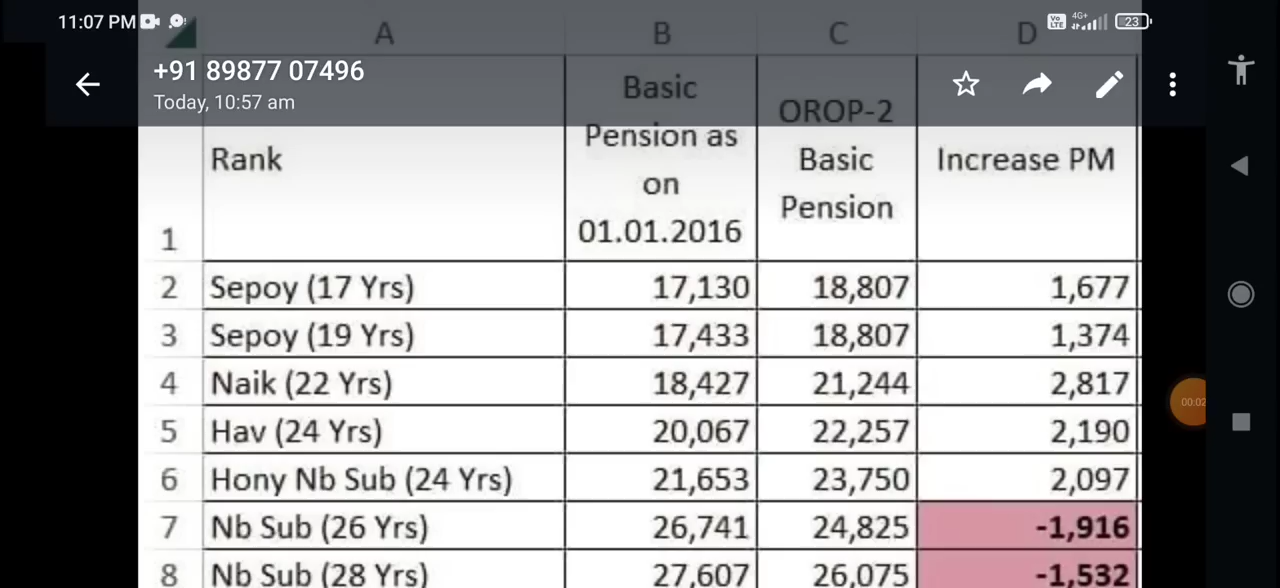 11:07 PM 4G+ 23
+91 89877 07496
Today, 10:57 am
A B C D
1 Rank Basic Pension as on 01.01.2016 OROP-2 Basic Pension Increase PM
2 Sepoy (17 Yrs) 17,130 18,807 1,677
3 Sepoy (19 Yrs) 17,433 18,807 1,374
4 Naik (22 Yrs) 18,427 21,244 2,817
5 Hav (24 Yrs) 20,067 22,257 2,190
6 Hony Nb Sub (24 Yrs) 21,653 23,750 2,097
7 Nb Sub (26 Yrs) 26,741 24,825 -1,916
8 Nb Sub (28 Yrs) 27,607 26,075 -1,532
00:02